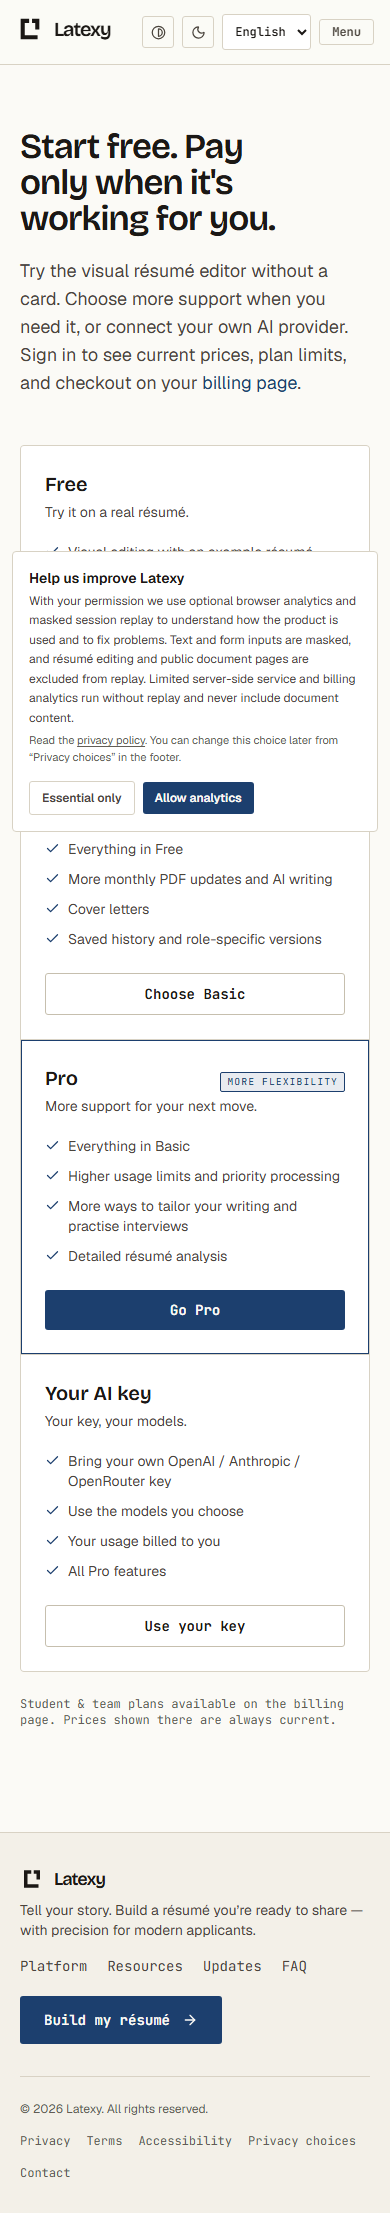 Latexy
English
Menu
Start free. Pay
only when it's
working for you.
Try the visual résumé editor without a
card. Choose more support when you
need it, or connect your own AI provider.
Sign in to see current prices, plan limits,
and checkout on your billing page.
Free
Try it on a real résumé.
Help us improve Latexy
With your permission we use optional browser analytics and
masked session replay to understand how the product is
used and to fix problems. Text and form inputs are masked,
and résumé editing and public document pages are
excluded from replay. Limited server-side service and billing
analytics run without replay and never include document
content.
Read the privacy policy. You can change this choice later from
“Privacy choices” in the footer.
Essential only
Allow analytics
Everything in Free
More monthly PDF updates and AI writing
Cover letters
Saved history and role-specific versions
Choose Basic
Pro
MORE FLEXIBILITY
More support for your next move.
Everything in Basic
Higher usage limits and priority processing
More ways to tailor your writing and
practise interviews
Detailed résumé analysis
Go Pro
Your AI key
Your key, your models.
Bring your own OpenAI / Anthropic /
OpenRouter key
Use the models you choose
Your usage billed to you
All Pro features
Use your key
Student & team plans available on the billing
page. Prices shown there are always current.
Latexy
Tell your story. Build a résumé you're ready to share —
with precision for modern applicants.
Platform Resources Updates FAQ
Build my résumé →
© 2026 Latexy. All rights reserved.
Privacy Terms Accessibility Privacy choices
Contact